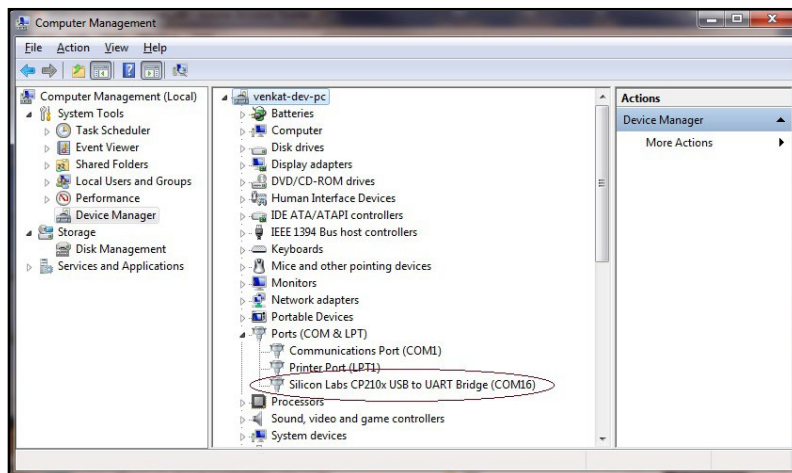 Computer Management
File Action View Help
Computer Management (Local)
System Tools
Task Scheduler
Event Viewer
Shared Folders
Local Users and Groups
Performance
Device Manager
Storage
Disk Management
Services and Applications
venkat-dev-pc
Batteries
Computer
Disk drives
Display adapters
DVD/CD-ROM drives
Human Interface Devices
IDE ATA/ATAPI controllers
IEEE 1394 Bus host controllers
Keyboards
Mice and other pointing devices
Monitors
Network adapters
Portable Devices
Ports (COM & LPT)
Communications Port (COM1)
Printer Port (LPT1)
Silicon Labs CP210x USB to UART Bridge (COM16)
Processors
Sound, video and game controllers
System devices
Actions
Device Manager
More Actions